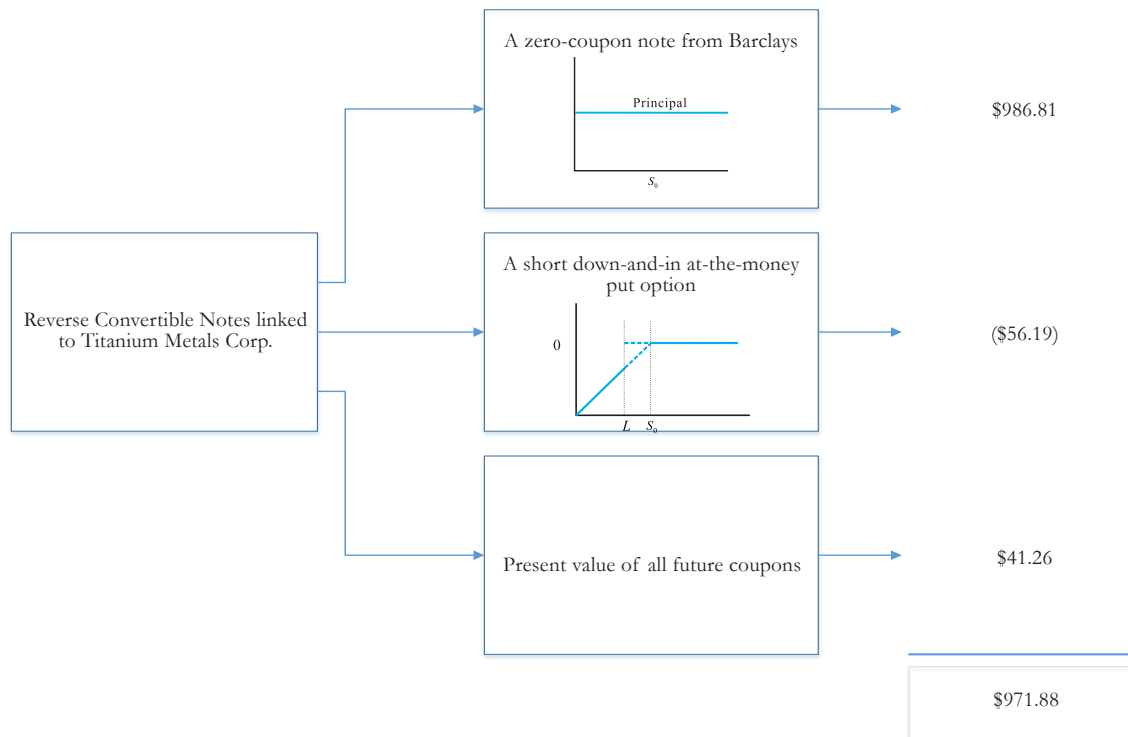 A zero-coupon note from Barclays
Principal
S₀
$986.81
Reverse Convertible Notes linked
to Titanium Metals Corp.
A short down-and-in at-the-money
put option
0
L S₀
($56.19)
Present value of all future coupons
$41.26
$971.88